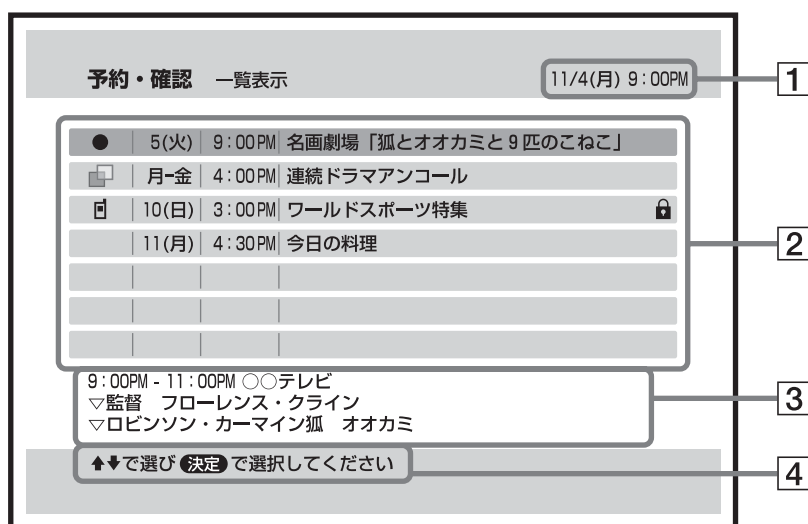 予約・確認 一覧表示 11/4(月) 9:00PM 1
● 5(火) 9:00PM 名画劇場「狐とオオカミと9匹のこねこ」
月-金 4:00PM 連続ドラマアンコール
10(日) 3:00PM ワールドスポーツ特集
11(月) 4:30PM 今日の料理 2
9:00PM - 11:00PM ○○テレビ
▽監督 フローレンス・クライン 3
▽ロビンソン・カーマイン狐 オオカミ
↑↓で選び 決定 で選択してください 4